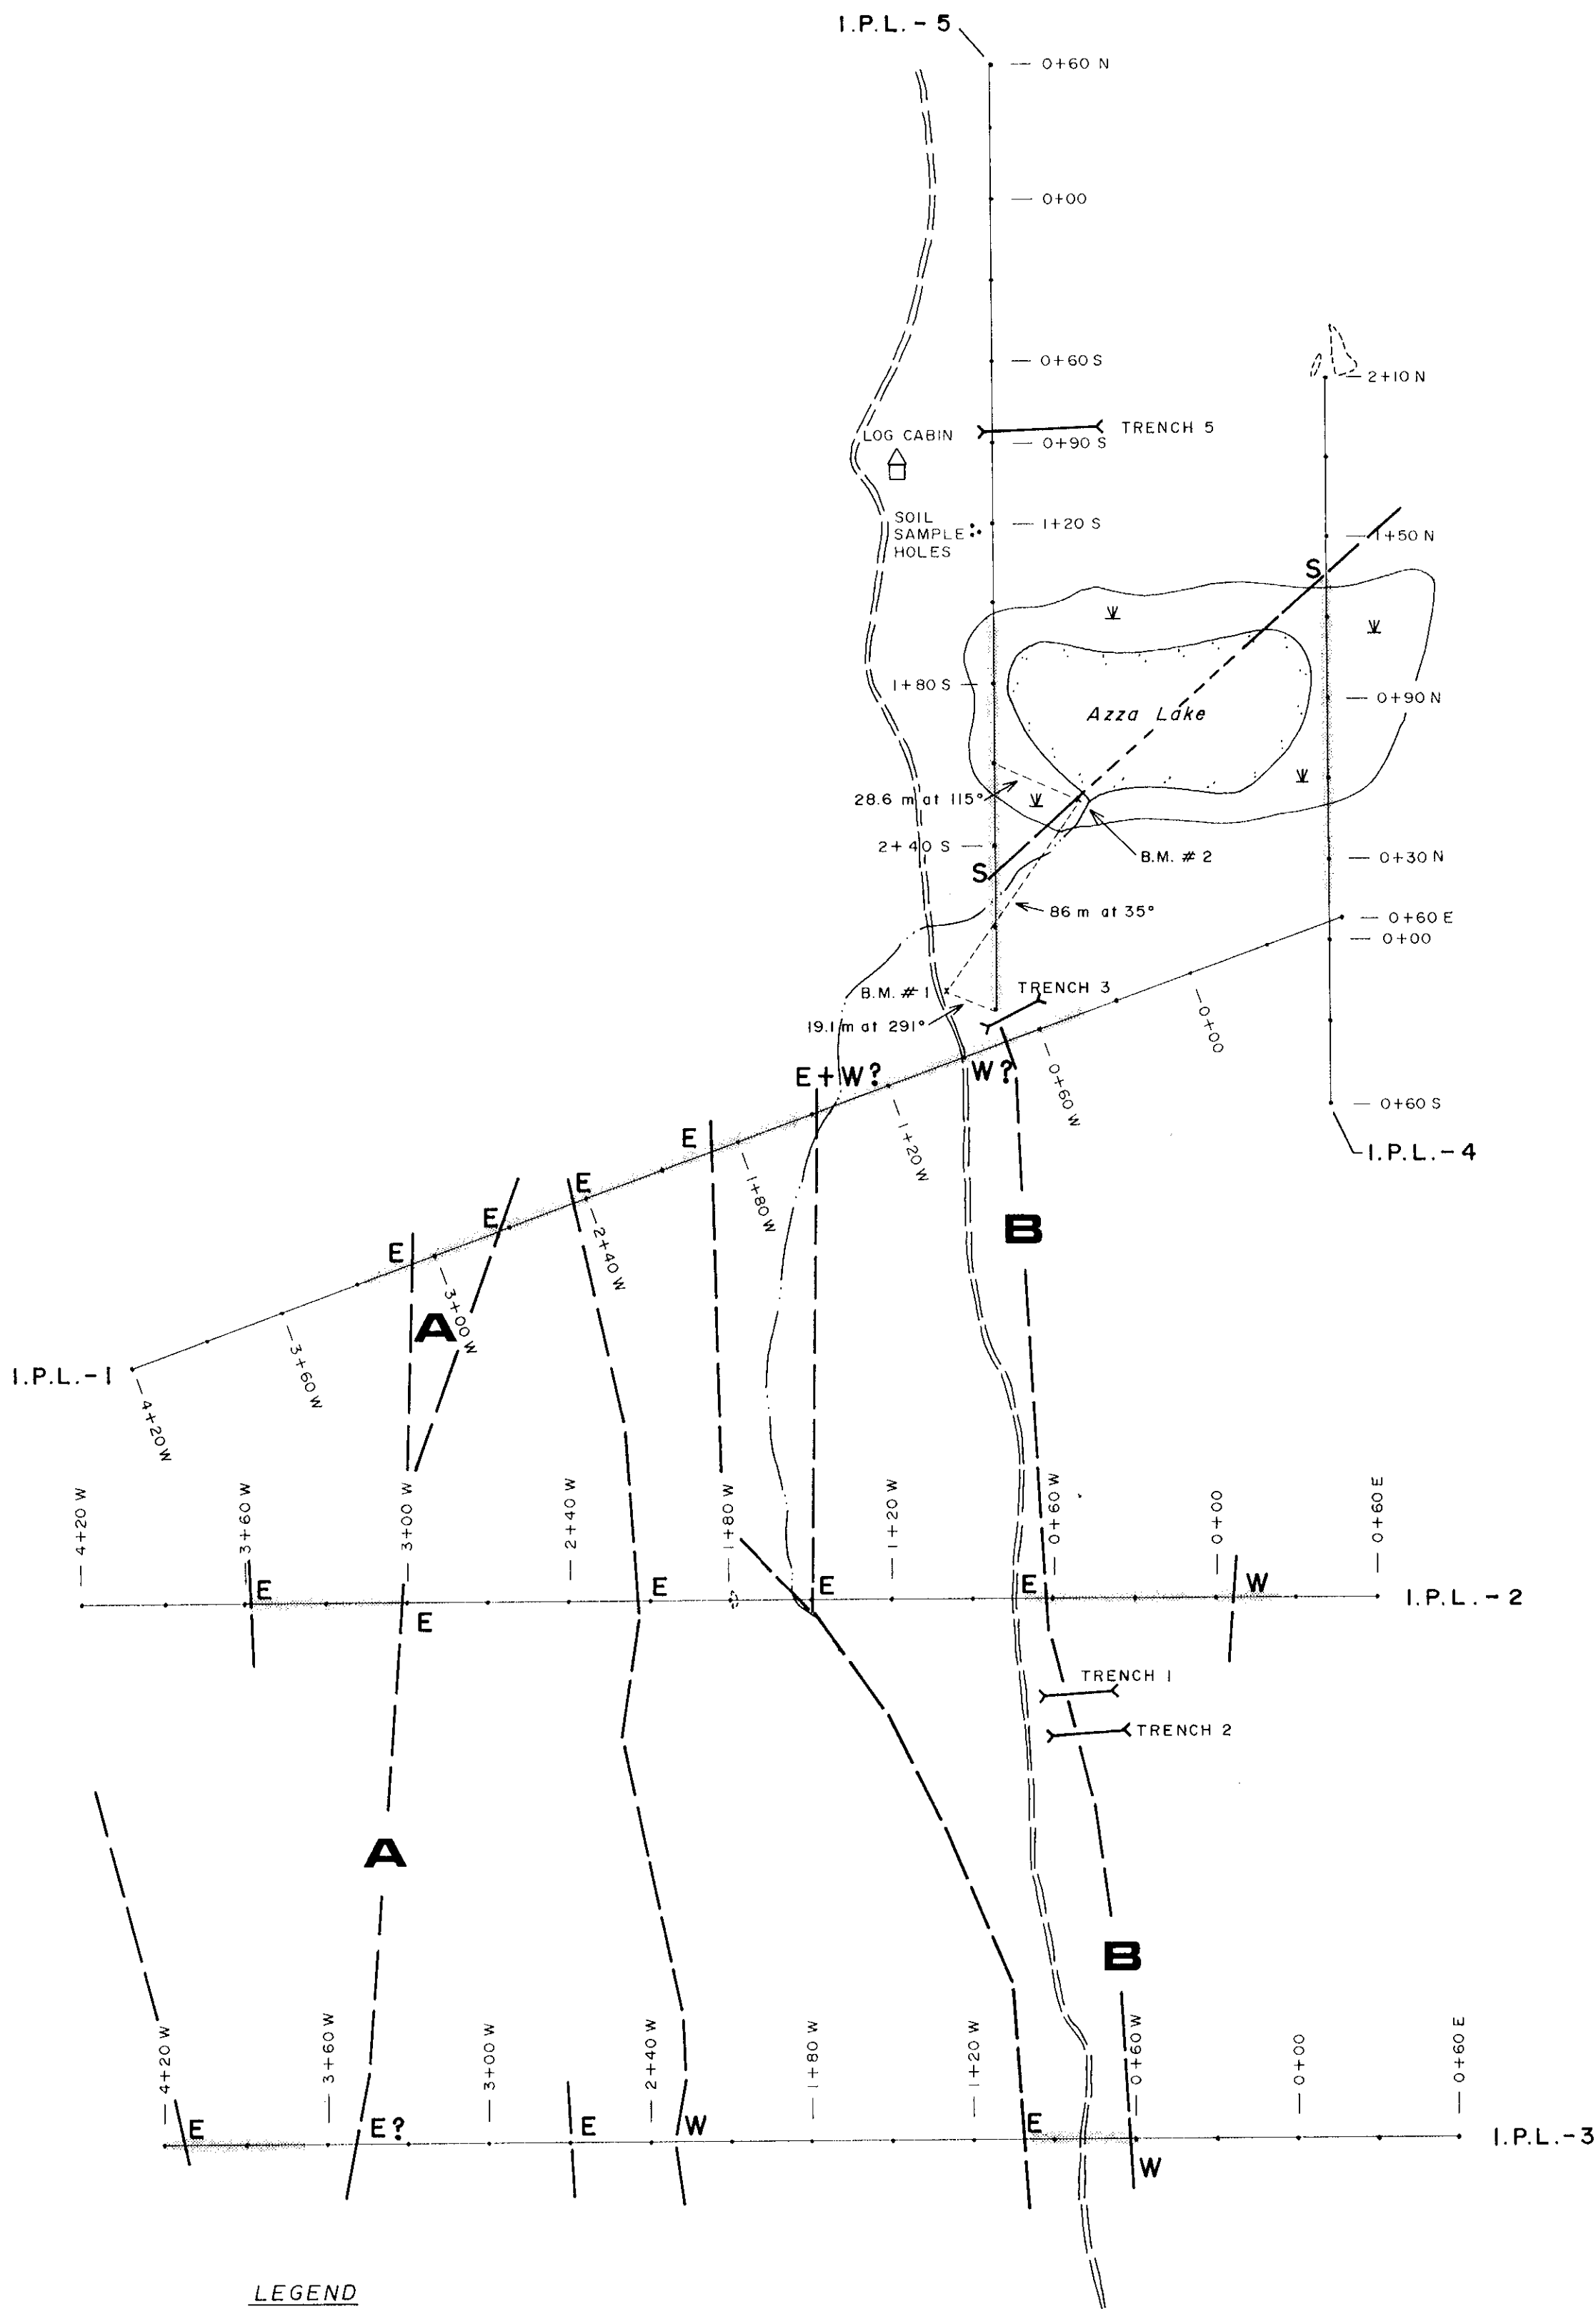 I.P.L. - 5
0+60 N
0+00
0+60 S
2+10 N
TRENCH 5
LOG CABIN
0+90 S
SOIL
SAMPLE
HOLES
1+20 S
1+50 N
S
1+80 S
0+90 N
Azza Lake
28.6 m at 115°
2+40 S
B.M. # 2
0+30 N
S
86 m at 35°
0+60 E
0+00
B.M. # 1
TRENCH 3
19.1 m at 291°
0+00
E+W?
W?
0+60 W
0+60 S
1+20 W
I.P.L. - 4
E
1+80 W
E
E
2+40 W
B
E
3+00 W
A
3+60 W
I.P.L. - 1
4+20 W
4+20 W
3+60 W
3+00 W
2+40 W
1+80 W
1+20 W
0+60 W
0+00
0+60 E
E
E
E
E
E
W
I.P.L. - 2
TRENCH 1
TRENCH 2
A
B
4+20 W
3+60 W
3+00 W
2+40 W
1+80 W
1+20 W
0+60 W
0+00
0+60 E
E
E?
E
W
E
W
I.P.L. - 3
LEGEND